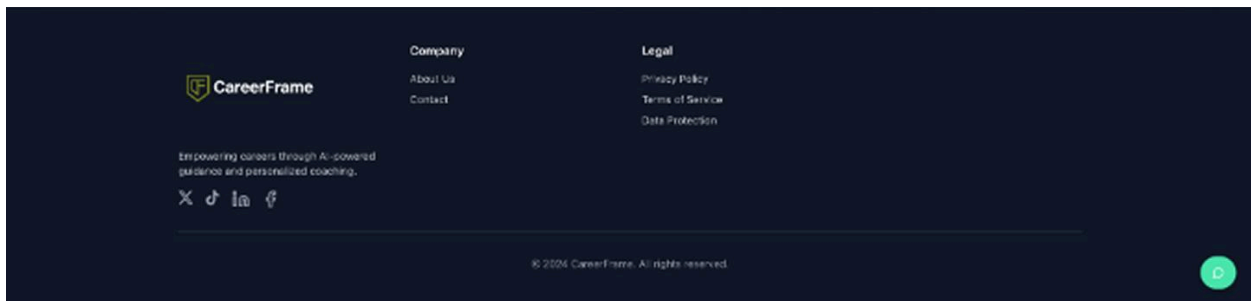 CareerFrame
Empowering careers through AI-powered
guidance and personalized coaching.
Company
About Us
Contact
Legal
Privacy Policy
Terms of Service
Data Protection
© 2024 CareerFrame. All rights reserved.